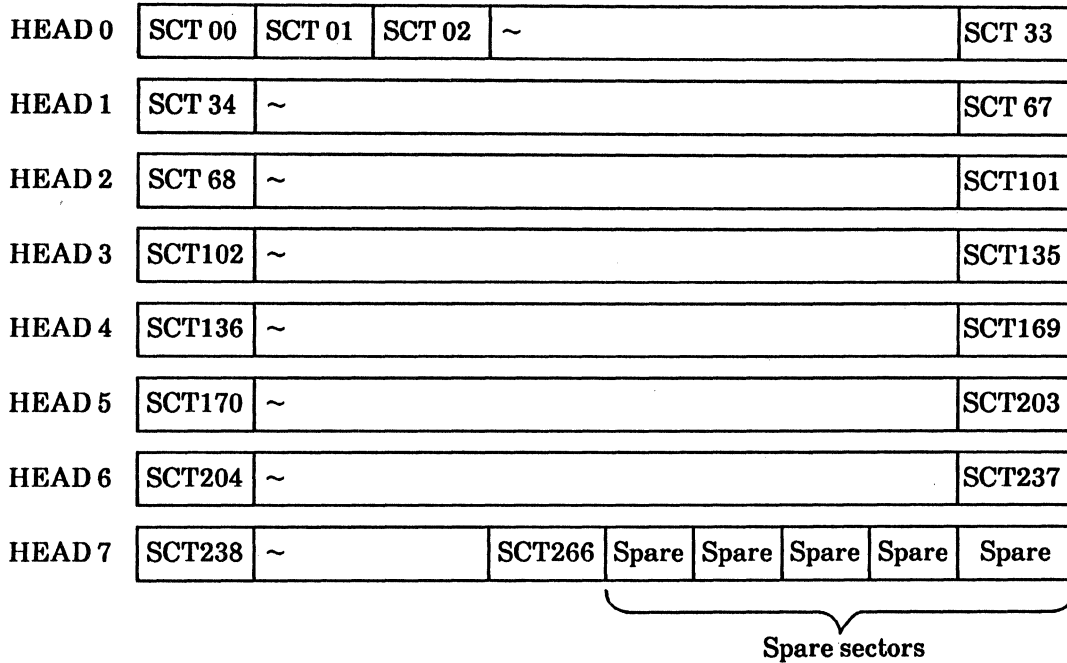 HEAD 0 SCT 00 SCT 01 SCT 02 ~ SCT 33
HEAD 1 SCT 34 ~ SCT 67
HEAD 2 SCT 68 ~ SCT101
HEAD 3 SCT102 ~ SCT135
HEAD 4 SCT136 ~ SCT169
HEAD 5 SCT170 ~ SCT203
HEAD 6 SCT204 ~ SCT237
HEAD 7 SCT238 ~ SCT266 Spare Spare Spare Spare Spare
Spare sectors